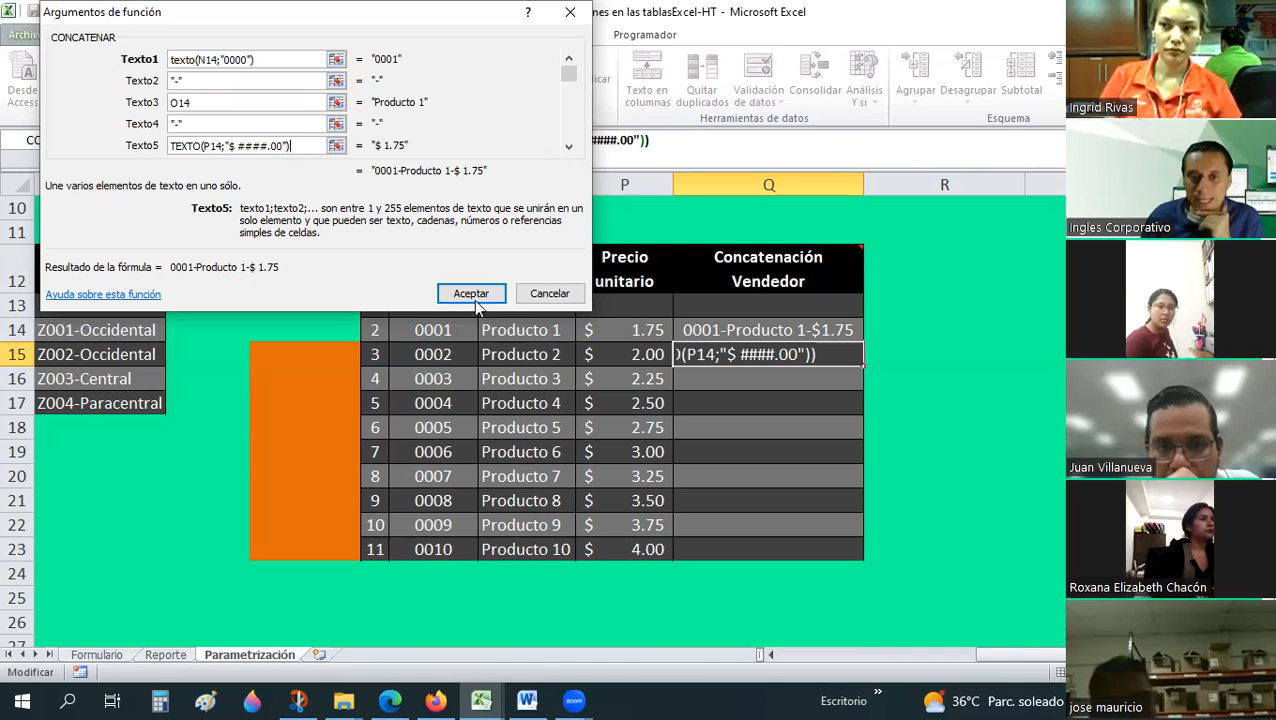 Argumentos de función
?
nes en las tablasExcel-HT - Microsoft Excel
Archiv
Programador
CONCATENAR
Texto1 texto(N14;"0000") = "0001"
Texto2 "-" = "-"
Texto3 O14 = "Producto 1"
Texto4 "-" = "-"
Texto5 TEXTO(P14;"$ ####.00") = "$ 1.75"
= "0001-Producto 1-$ 1.75"
Une varios elementos de texto en uno sólo.
Texto5: texto1;texto2;... son entre 1 y 255 elementos de texto que se unirán en un
solo elemento y que pueden ser texto, cadenas, números o referencias
simples de celdas.
Resultado de la fórmula = 0001-Producto 1-$ 1.75
Ayuda sobre esta función
Aceptar
Cancelar
De
Access
ificar
Texto en
columnas
Quitar
duplicados
Validación
de datos
Consolidar
Análisis
Y si
Herramientas de datos
Agrupar
Desagrupar
Subtotal
Esquema
CO
####.00"))
P Q R
10
11
12 Precio unitario Concatenación Vendedor
13
14 Z001-Occidental 2 0001 Producto 1 $ 1.75 0001-Producto 1-$1.75
15 Z002-Occidental 3 0002 Producto 2 $ 2.00 O(P14;"$ ####.00"))
16 Z003-Central 4 0003 Producto 3 $ 2.25
17 Z004-Paracentral 5 0004 Producto 4 $ 2.50
18 6 0005 Producto 5 $ 2.75
19 7 0006 Producto 6 $ 3.00
20 8 0007 Producto 7 $ 3.25
21 9 0008 Producto 8 $ 3.50
22 10 0009 Producto 9 $ 3.75
23 11 0010 Producto 10 $ 4.00
24
25
26
27
Formulario
Reporte
Parametrización
Modificar
Escritorio
»
36°C Parc. soleado
Ingrid Rivas
Ingles Corporativo
Juan Villanueva
Roxana Elizabeth Chacón
jose mauricio